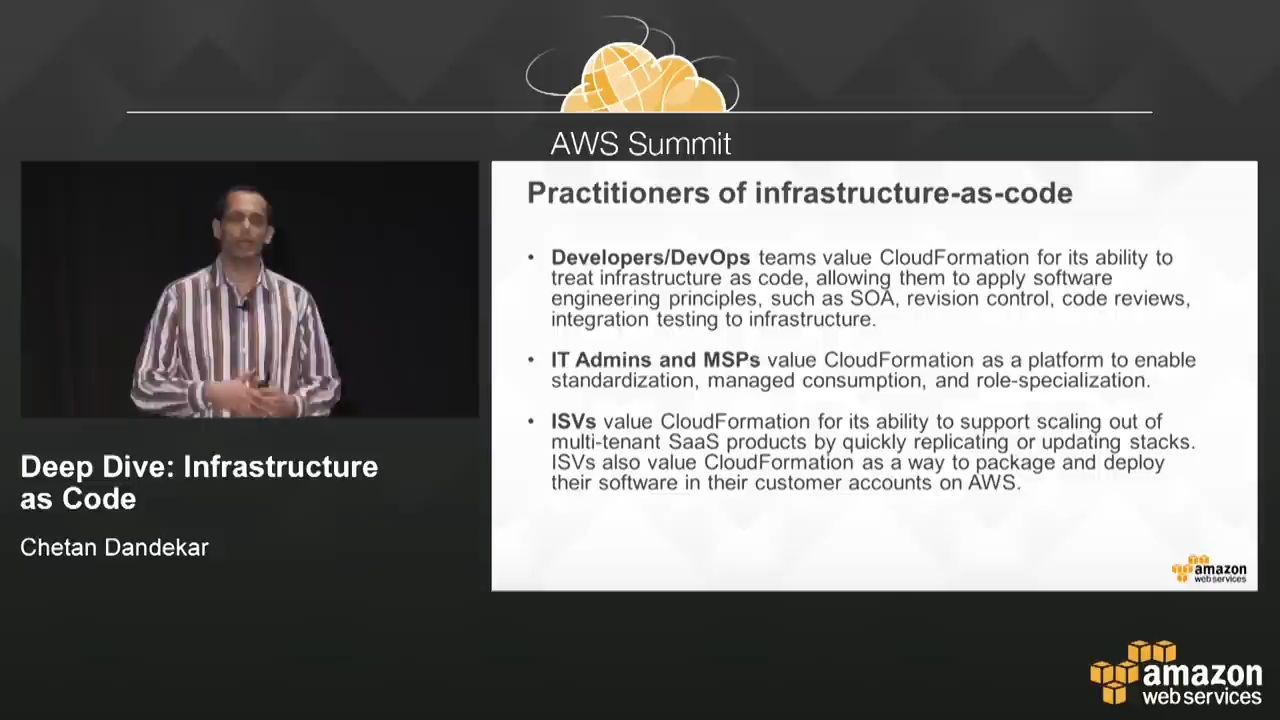 AWS Summit
Practitioners of infrastructure-as-code
• Developers/DevOps teams value CloudFormation for its ability to
treat infrastructure as code, allowing them to apply software
engineering principles, such as SOA, revision control, code reviews,
integration testing to infrastructure.
• IT Admins and MSPs value CloudFormation as a platform to enable
standardization, managed consumption, and role-specialization.
• ISVs value CloudFormation for its ability to support scaling out of
multi-tenant SaaS products by quickly replicating or updating stacks.
ISVs also value CloudFormation as a way to package and deploy
their software in their customer accounts on AWS.
amazon
web services
Deep Dive: Infrastructure
as Code
Chetan Dandekar
amazon
web services